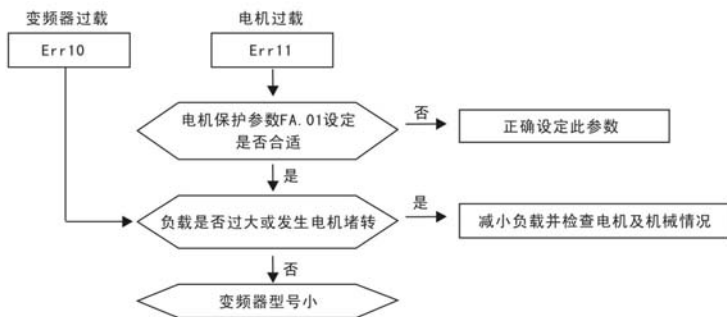 变频器过载
电机过载
Err10
Err11
电机保护参数FA.01设定
是否合适
否
正确设定此参数
是
负载是否过大或发生电机堵转
是
减小负载并检查电机及机械情况
否
变频器型号小